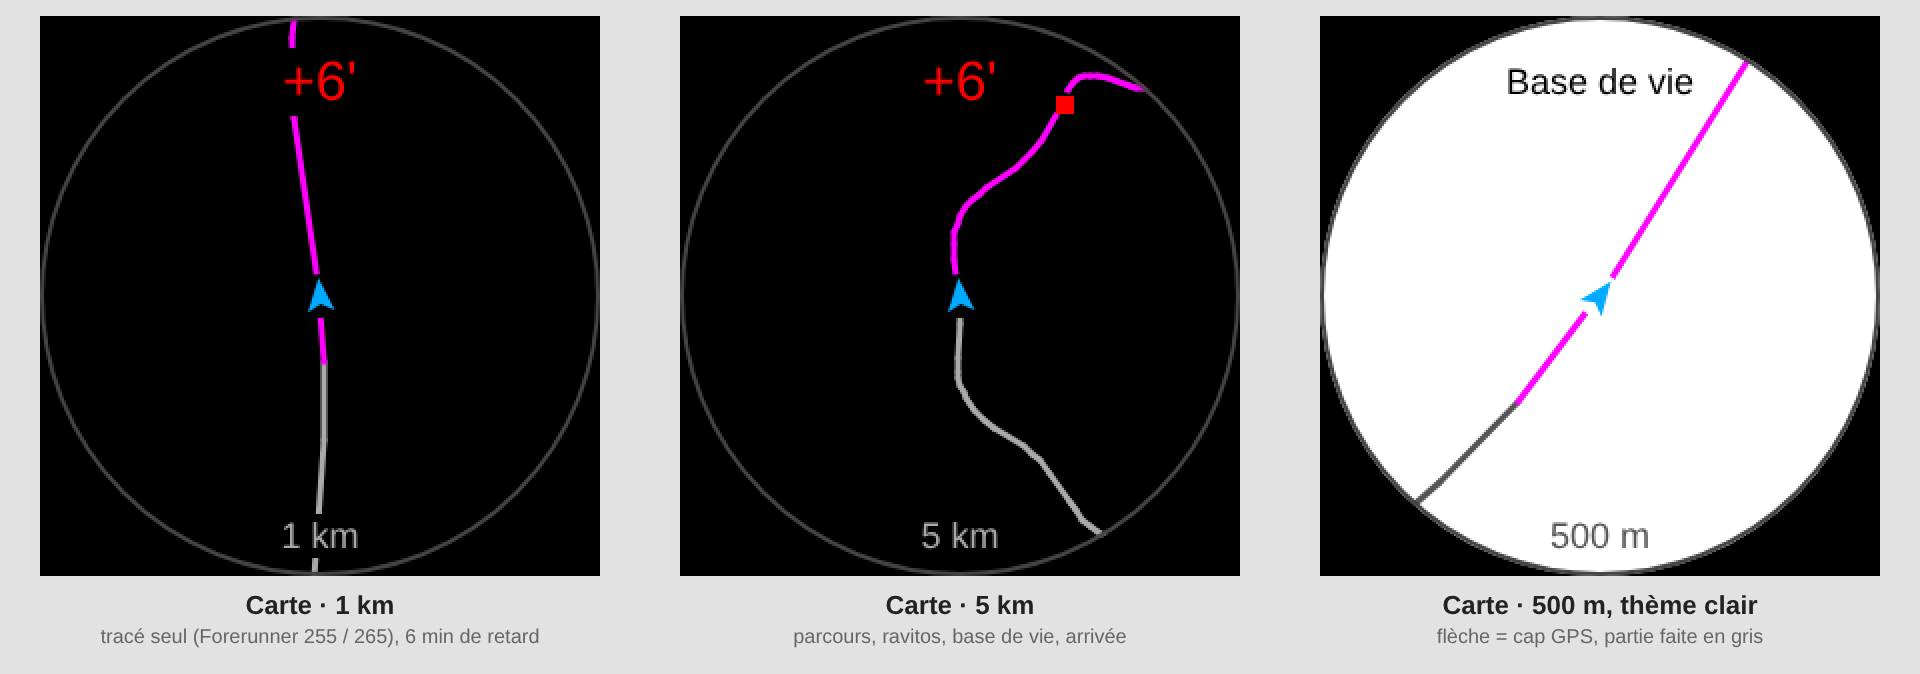 +6'
1 km
Carte · 1 km
tracé seul (Forerunner 255 / 265), 6 min de retard
+6'
5 km
Carte · 5 km
parcours, ravitos, base de vie, arrivée
Base de vie
500 m
Carte · 500 m, thème clair
flèche = cap GPS, partie faite en gris